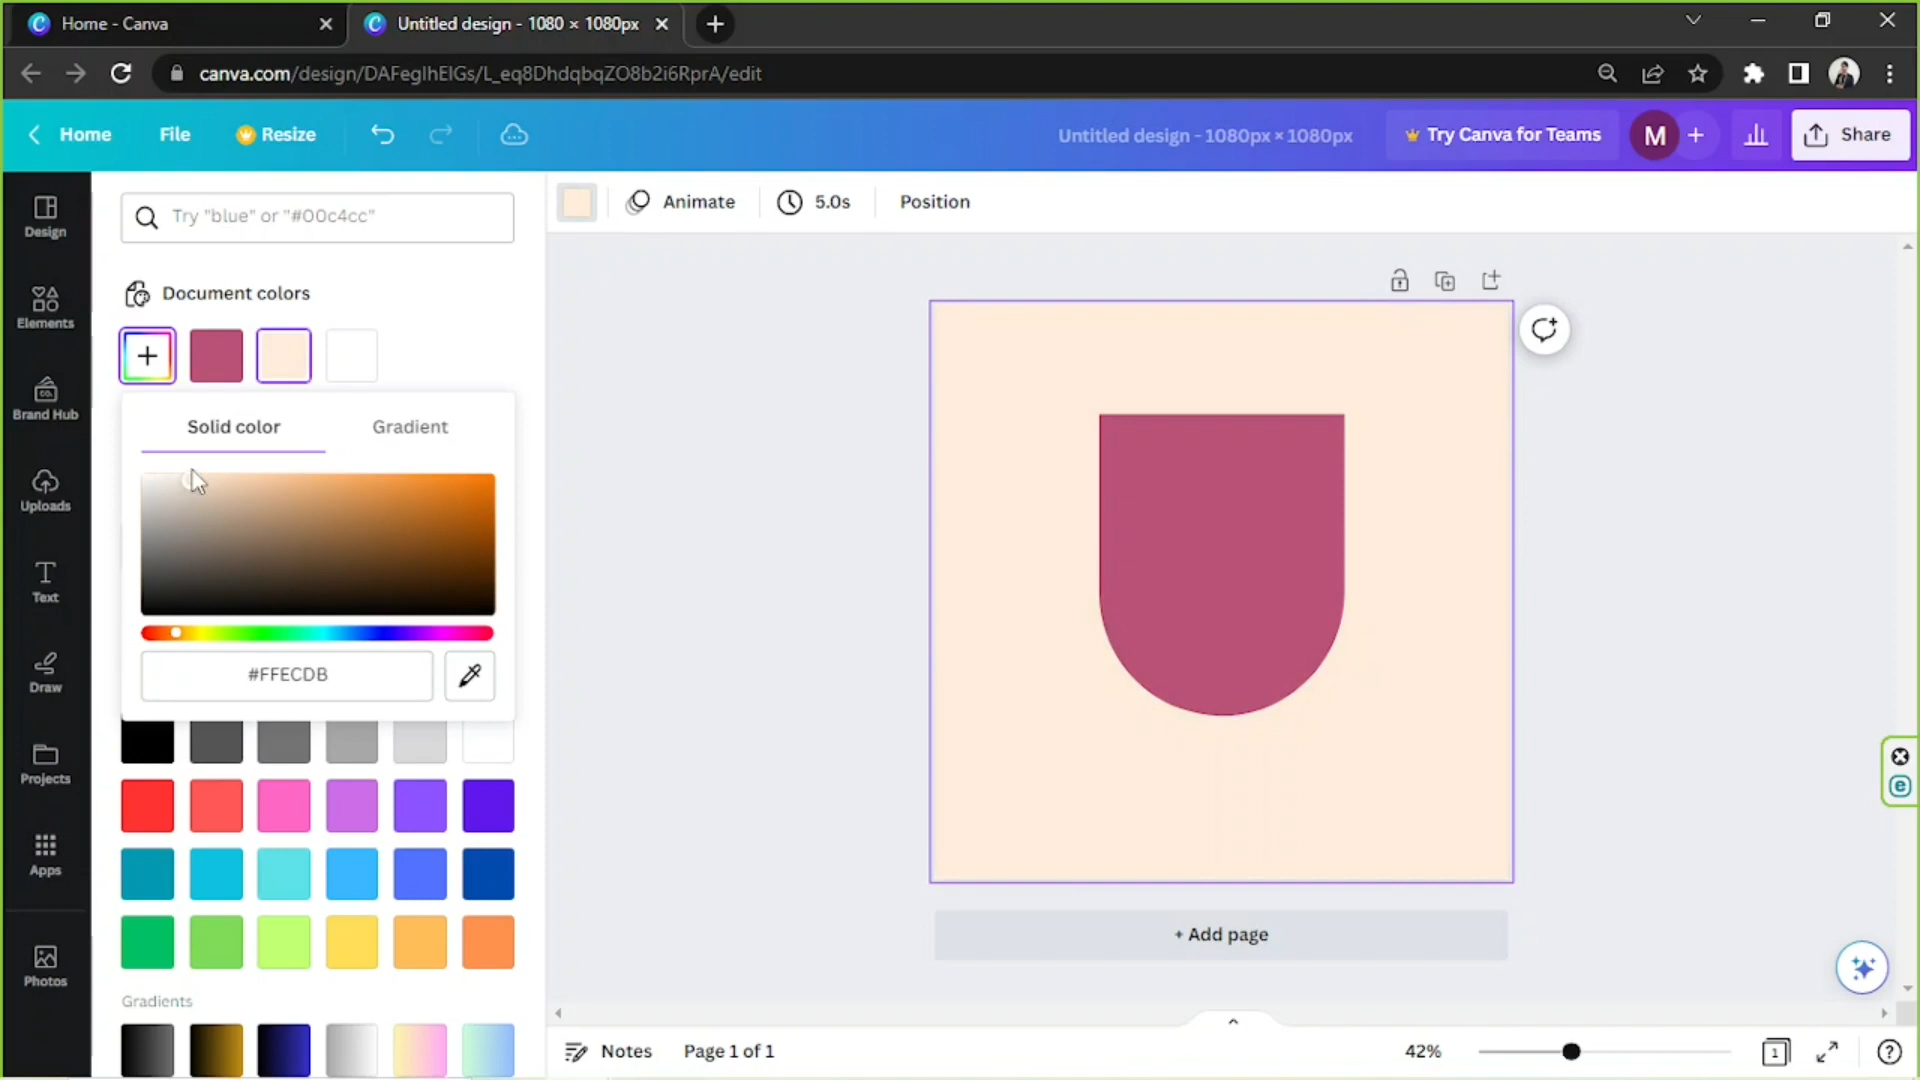 Home - Canva
Untitled design - 1080 × 1080px
canva.com/design/DAFegIhEIGs/L_eq8DhdqbqZO8b2i6RprA/edit
Home
File
Resize
Untitled design - 1080px × 1080px
Try Canva for Teams
M
Share
Design
Elements
Brand Hub
Uploads
Text
Draw
Projects
Apps
Photos
Try "blue" or "#00c4cc"
Animate
5.0s
Position
Document colors
Solid color
Gradient
#FFECDB
Gradients
+ Add page
Notes
Page 1 of 1
42%
1